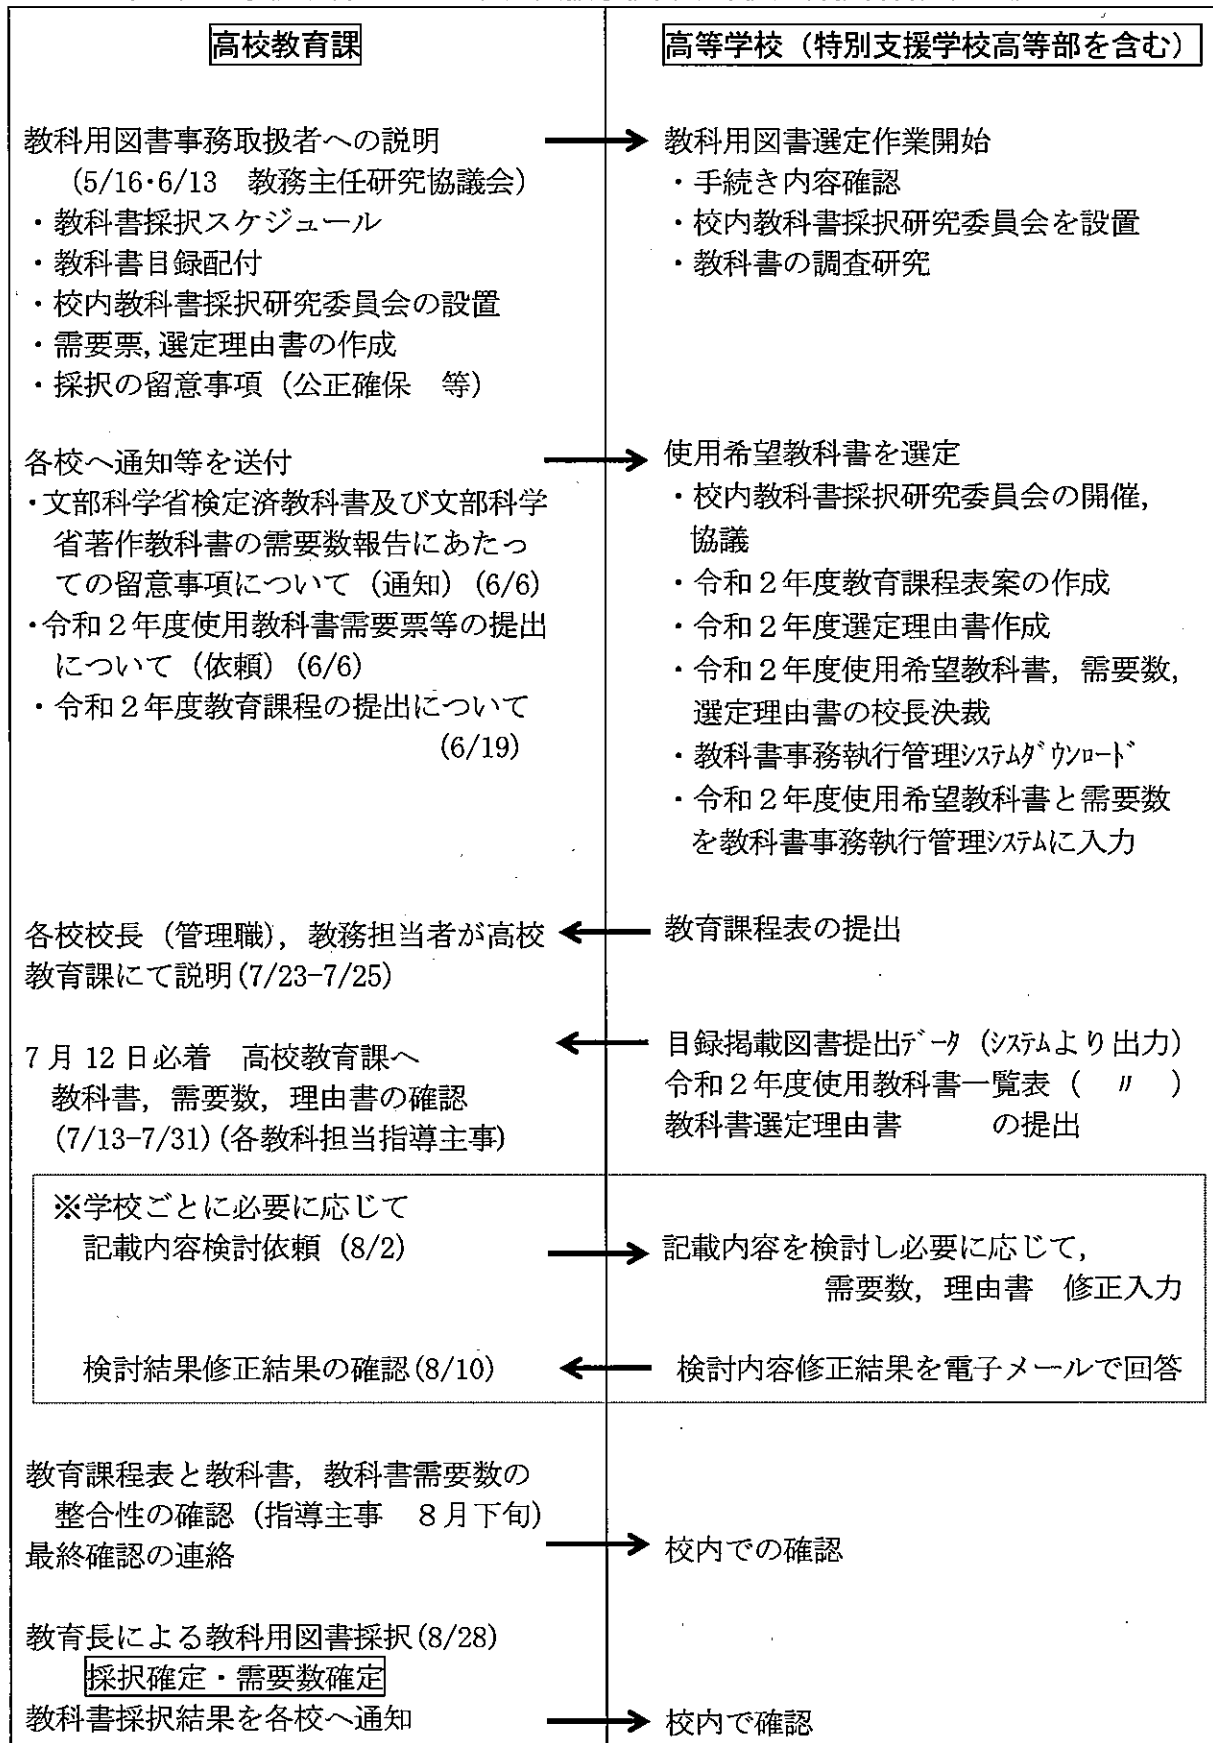 高校教育課
高等学校（特別支援学校高等部を含む）
教科用図書事務取扱者への説明
（5/16・6/13　教務主任研究協議会）
・教科書採択スケジュール
・教科書目録配付
・校内教科書採択研究委員会の設置
・需要票，選定理由書の作成
・採択の留意事項（公正確保　等）
教科用図書選定作業開始
・手続き内容確認
・校内教科書採択研究委員会を設置
・教科書の調査研究
各校へ通知等を送付
・文部科学省検定済教科書及び文部科学
省著作教科書の需要数報告にあたっ
ての留意事項について（通知）(6/6)
・令和２年度使用教科書需要票等の提出
について（依頼）(6/6)
・令和２年度教育課程の提出について
(6/19)
使用希望教科書を選定
・校内教科書採択研究委員会の開催，
協議
・令和２年度教育課程表案の作成
・令和２年度選定理由書作成
・令和２年度使用希望教科書，需要数，
選定理由書の校長決裁
・教科書事務執行管理ｼｽﾃﾑﾀﾞｳﾝﾛｰﾄﾞ
・令和２年度使用希望教科書と需要数
を教科書事務執行管理ｼｽﾃﾑに入力
各校校長（管理職），教務担当者が高校
教育課にて説明(7/23-7/25)
教育課程表の提出
7月12日必着　高校教育課へ
教科書，需要数，理由書の確認
(7/13-7/31)(各教科担当指導主事)
目録掲載図書提出ﾃﾞｰﾀ（ｼｽﾃﾑより出力）
令和２年度使用教科書一覧表（　〃　）
教科書選定理由書　　　の提出
※学校ごとに必要に応じて
記載内容検討依頼（8/2）
記載内容を検討し必要に応じて，
需要数，理由書　修正入力
検討結果修正結果の確認(8/10)
検討内容修正結果を電子メールで回答
教育課程表と教科書，教科書需要数の
整合性の確認（指導主事　８月下旬）
最終確認の連絡
校内での確認
教育長による教科用図書採択(8/28)
採択確定・需要数確定
教科書採択結果を各校へ通知
校内で確認